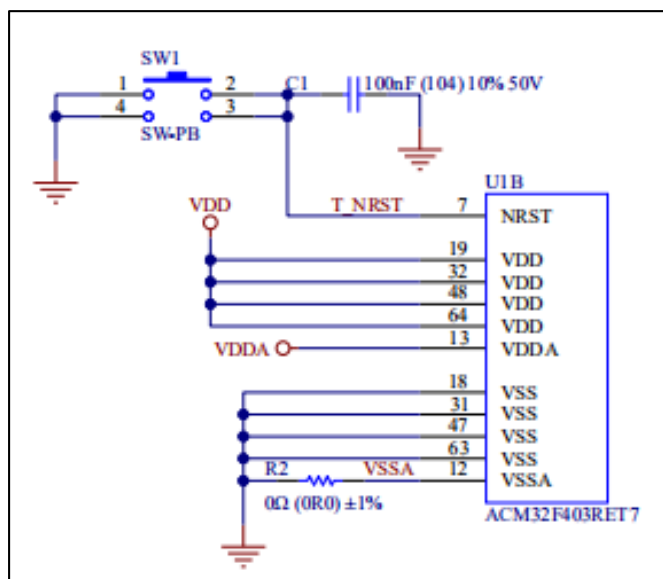 SW1
1 2 C1 100nF (104) 10% 50V
4 3
SW-PB
U1B
VDD T_NRST 7 NRST
19 VDD
32 VDD
48 VDD
64 VDD
VDDA 13 VDDA
18 VSS
31 VSS
47 VSS
63 VSS
R2 VSSA 12 VSSA
0Ω (0R0) ±1%
ACM32F403RET7